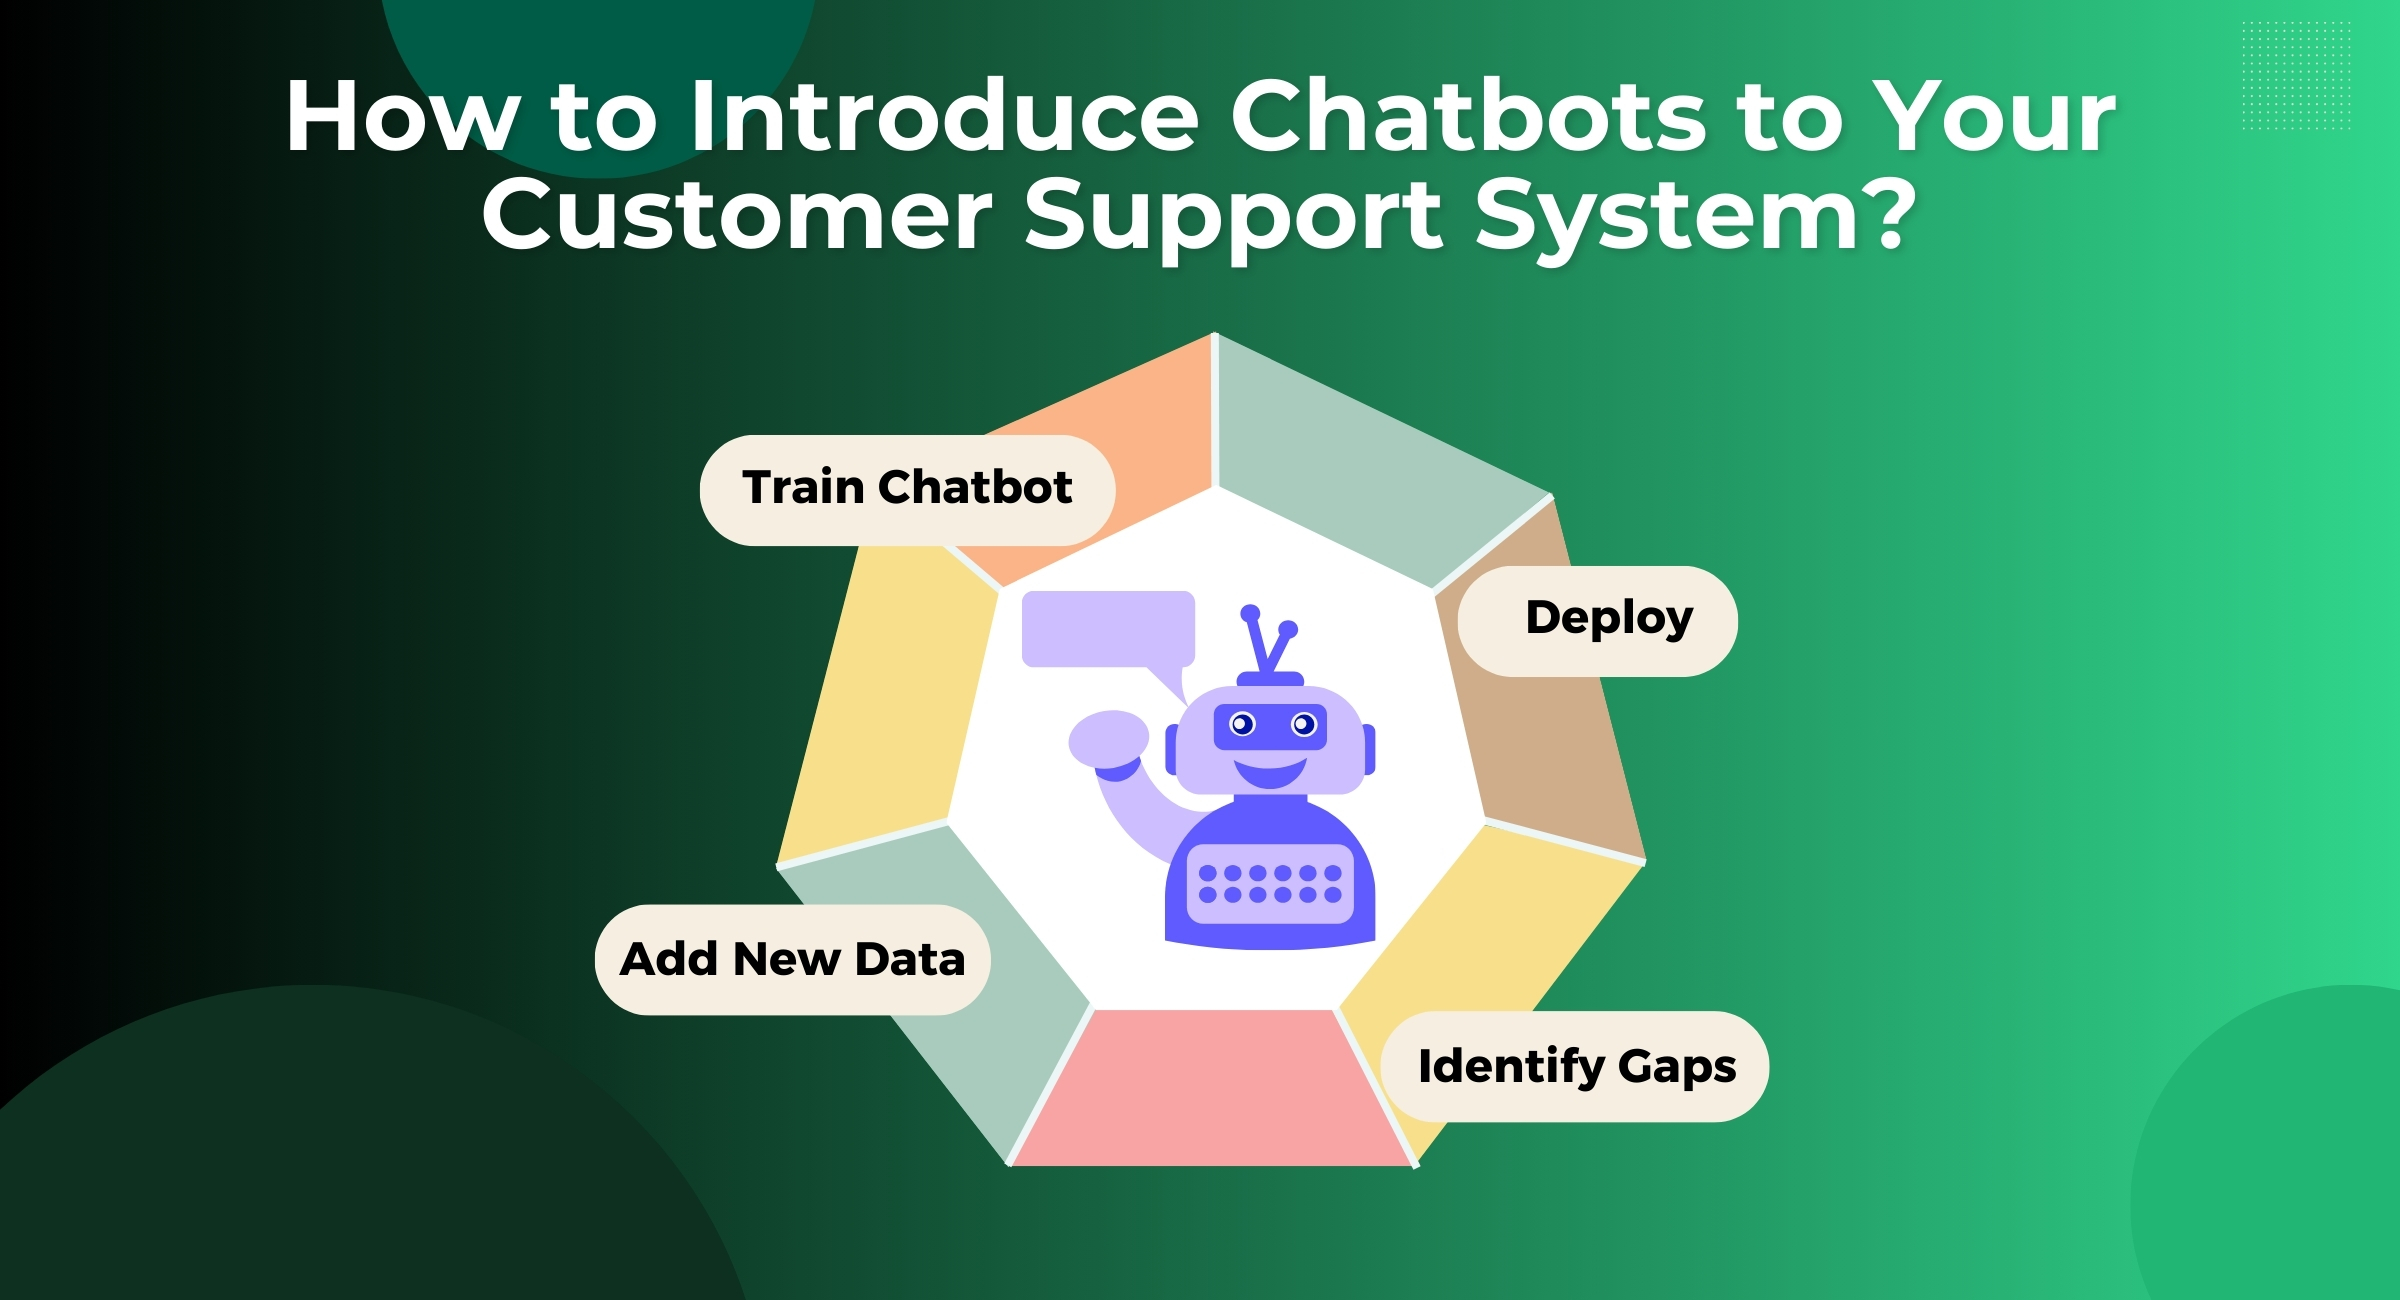 How to Introduce Chatbots to Your
Customer Support System?
Train Chatbot
Deploy
Add New Data
Identify Gaps